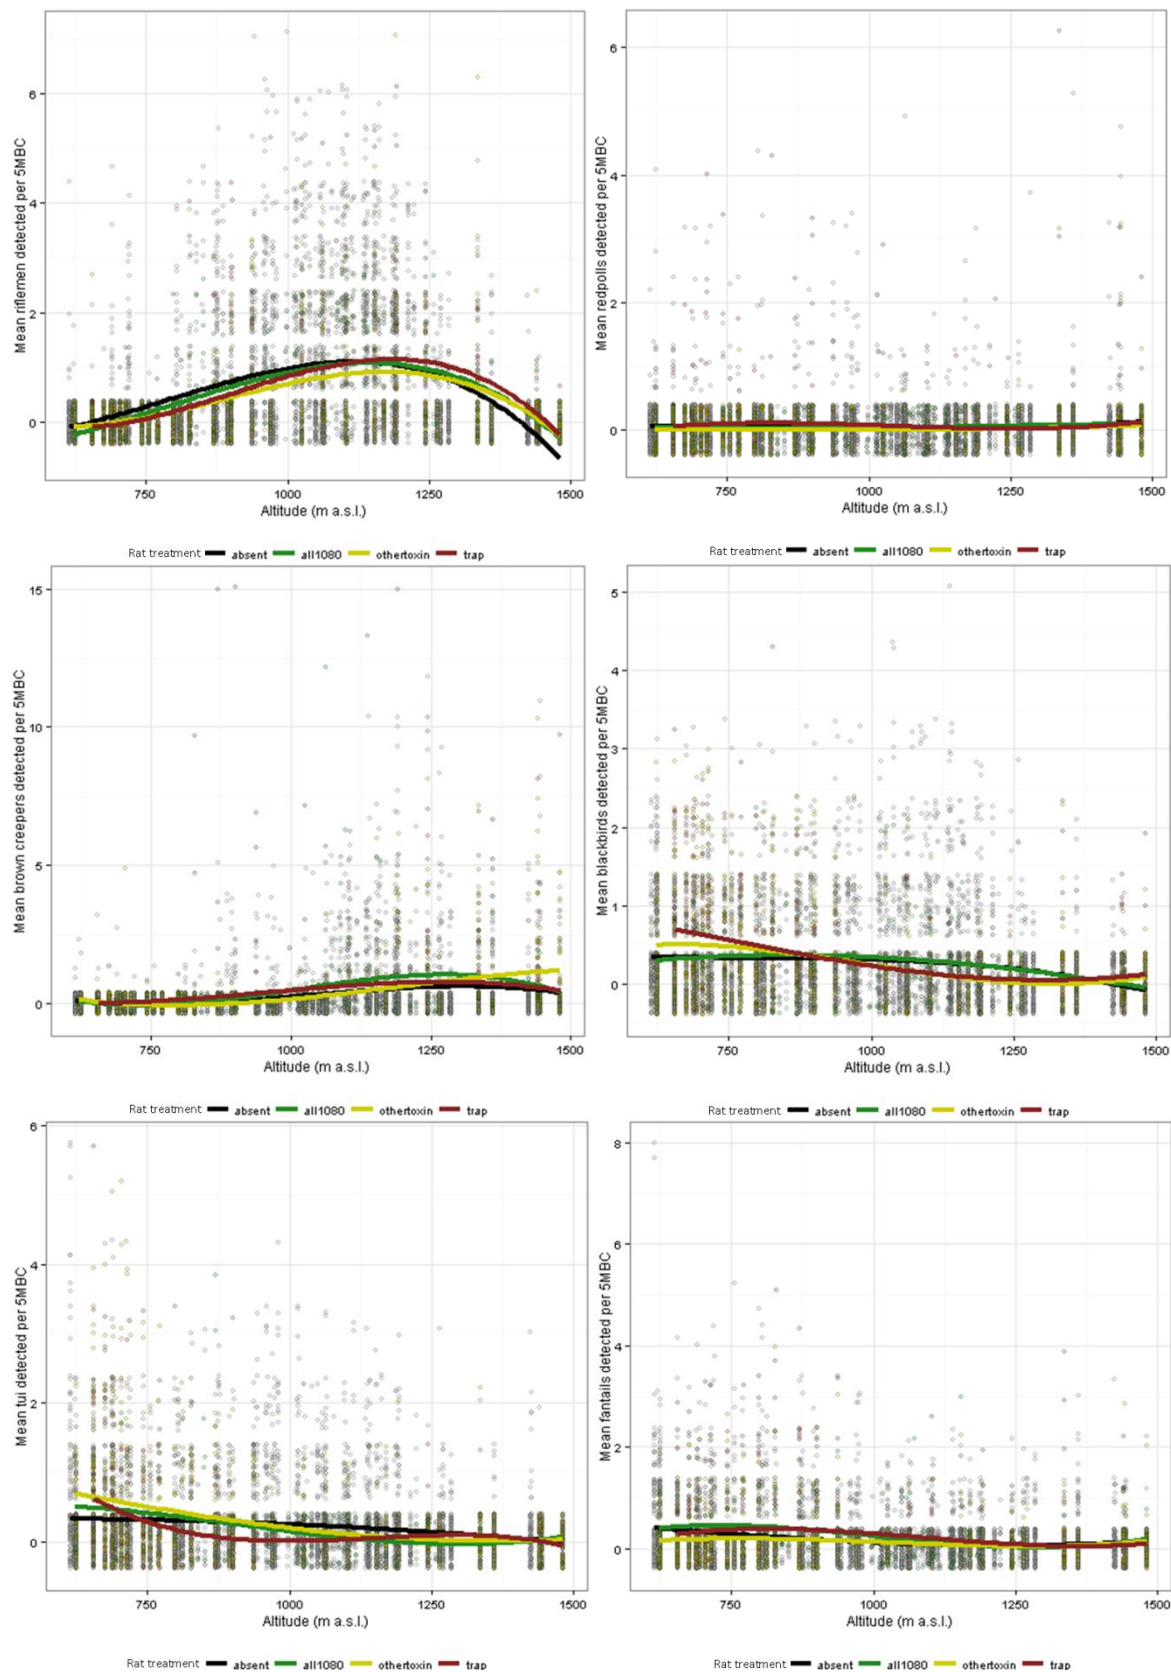 Mean riflemen detected per 5MBC
6
4
2
0
750 1000 1250 1500
Altitude (m a.s.l.)
Rat treatment absent all1080 othertoxin trap
Mean redpolls detected per 5MBC
6
4
2
0
750 1000 1250 1500
Altitude (m a.s.l.)
Rat treatment absent all1080 othertoxin trap
Mean brown creepers detected per 5MBC
15
10
5
0
750 1000 1250 1500
Altitude (m a.s.l.)
Rat treatment absent all1080 othertoxin trap
Mean blackbirds detected per 5MBC
5
4
3
2
1
0
750 1000 1250 1500
Altitude (m a.s.l.)
Rat treatment absent all1080 othertoxin trap
Mean tui detected per 5MBC
6
4
2
0
750 1000 1250 1500
Altitude (m a.s.l.)
Rat treatment absent all1080 othertoxin trap
Mean fantails detected per 5MBC
8
6
4
2
0
750 1000 1250 1500
Altitude (m a.s.l.)
Rat treatment absent all1080 othertoxin trap